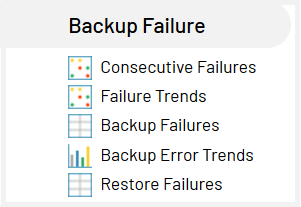 Backup Failure
Consecutive Failures
Failure Trends
Backup Failures
Backup Error Trends
Restore Failures